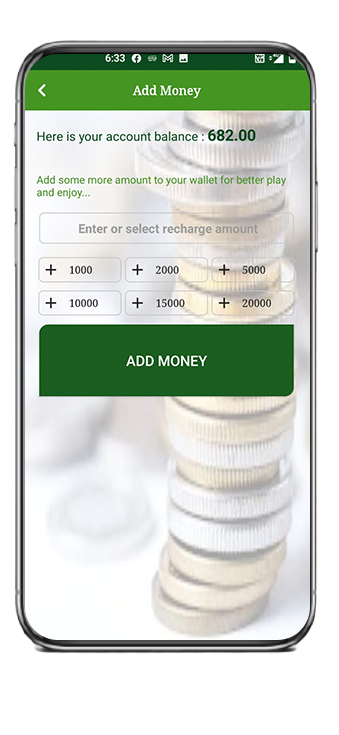 6:33
Add Money
Here is your account balance : 682.00
Add some more amount to your wallet for better play
and enjoy...
Enter or select recharge amount
+ 1000 + 2000 + 5000
+ 10000 + 15000 + 20000
ADD MONEY